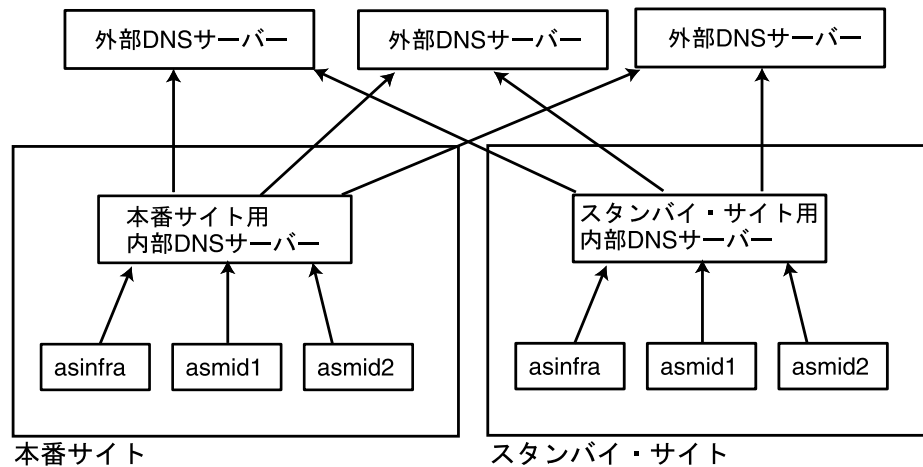 外部DNSサーバー
外部DNSサーバー
外部DNSサーバー
本番サイト用
内部DNSサーバー
スタンバイ・サイト用
内部DNSサーバー
asinfra
asmid1
asmid2
asinfra
asmid1
asmid2
本番サイト
スタンバイ・サイト